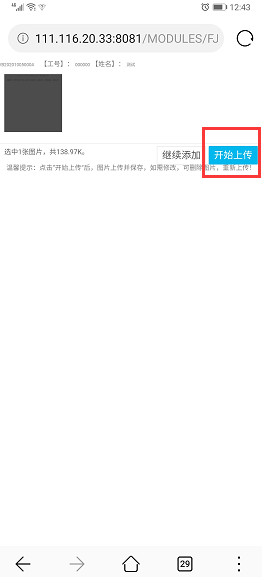 12:43
111.116.20.33:8081/MODULES/FJ
【工号】： 000000 【姓名】： 测试
选中1张图片，共138.97K。
继续添加 开始上传
温馨提示：点击"开始上传"后，图片上传并保存，如需修改，可删除图片，重新上传!
29